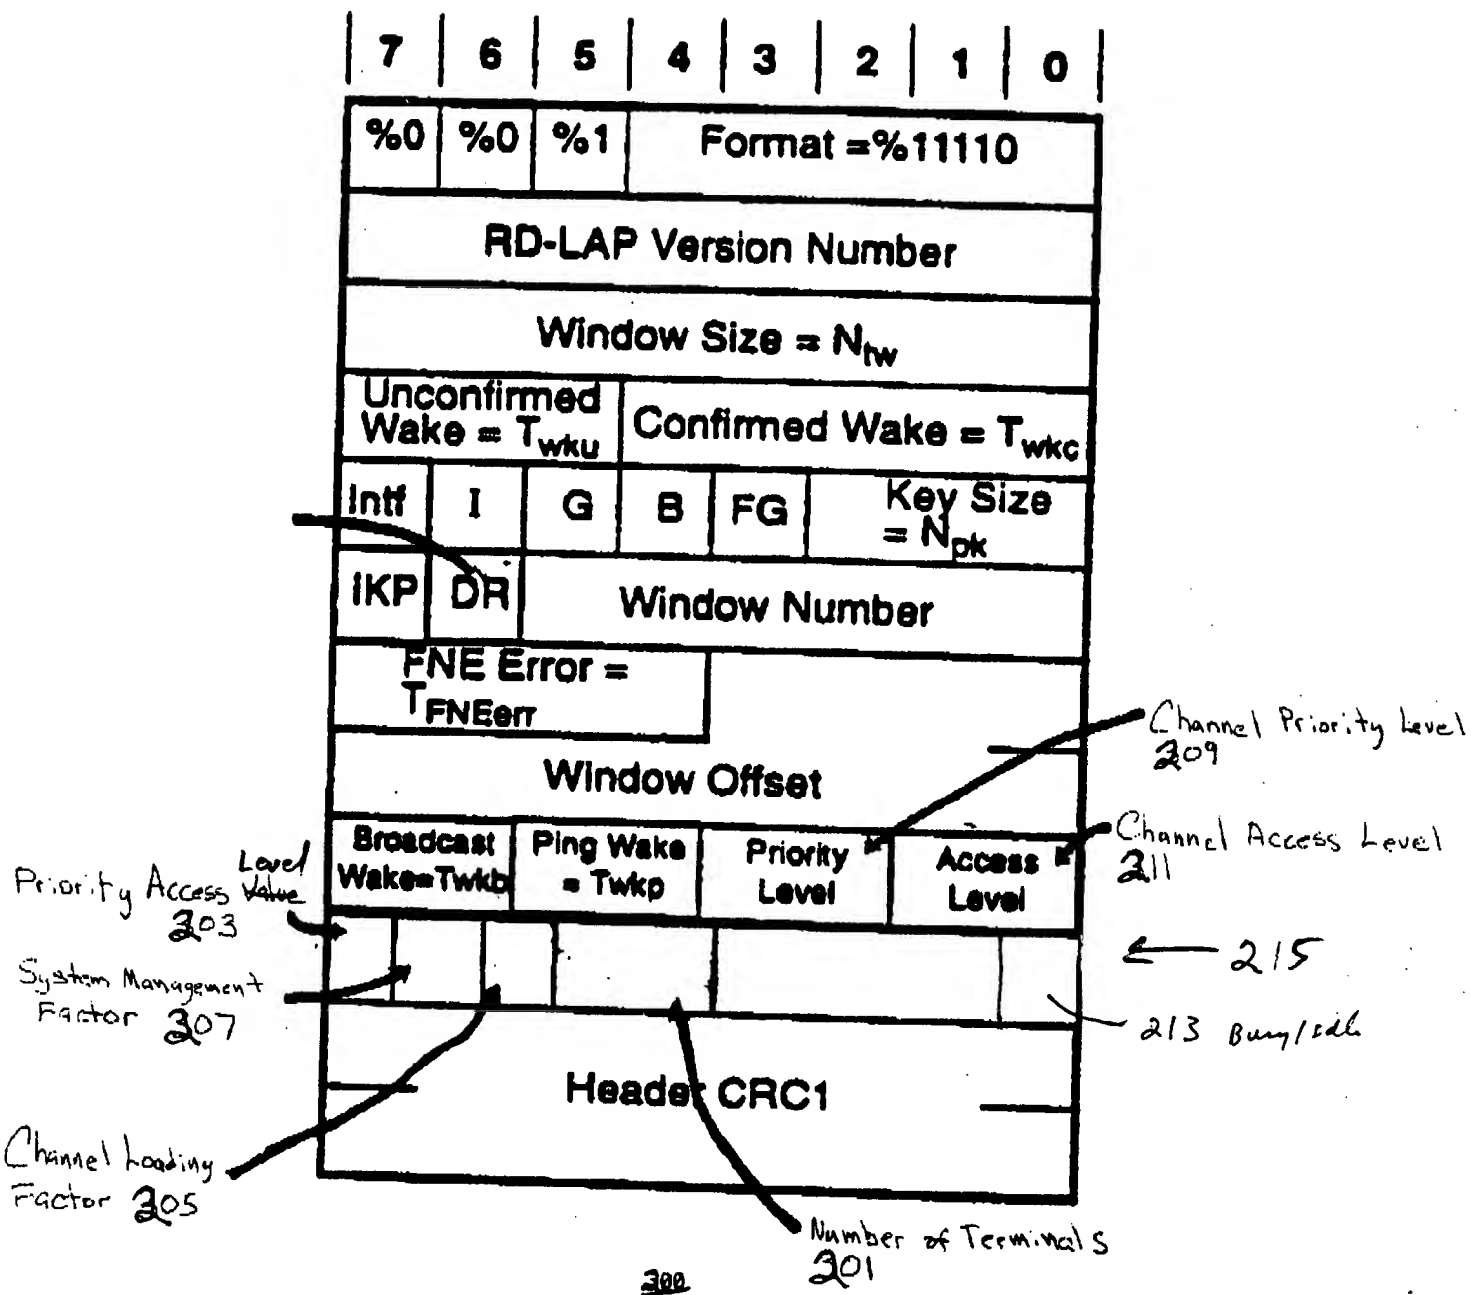 7 6 5 4 3 2 1 0
%0 %0 %1 Format =%11110
RD-LAP Version Number
Window Size = Ntw
Unconfirmed
Wake = Twku
Confirmed Wake = Twkc
Intf I G B FG
Key Size
= Npk
IKP DR Window Number
FNE Error =
TFNEerr
Channel Priority Level
209
Window Offset
Broadcast
Wake=Twkb
Ping Wake
= Twkp
Priority
Level
Access
Level
Channel Access Level
211
Level
Priority Access Value
203
215
System Management
Factor 207
213 Busy/idle
Header CRC1
Channel Loading
Factor 205
Number of Terminals
201
200